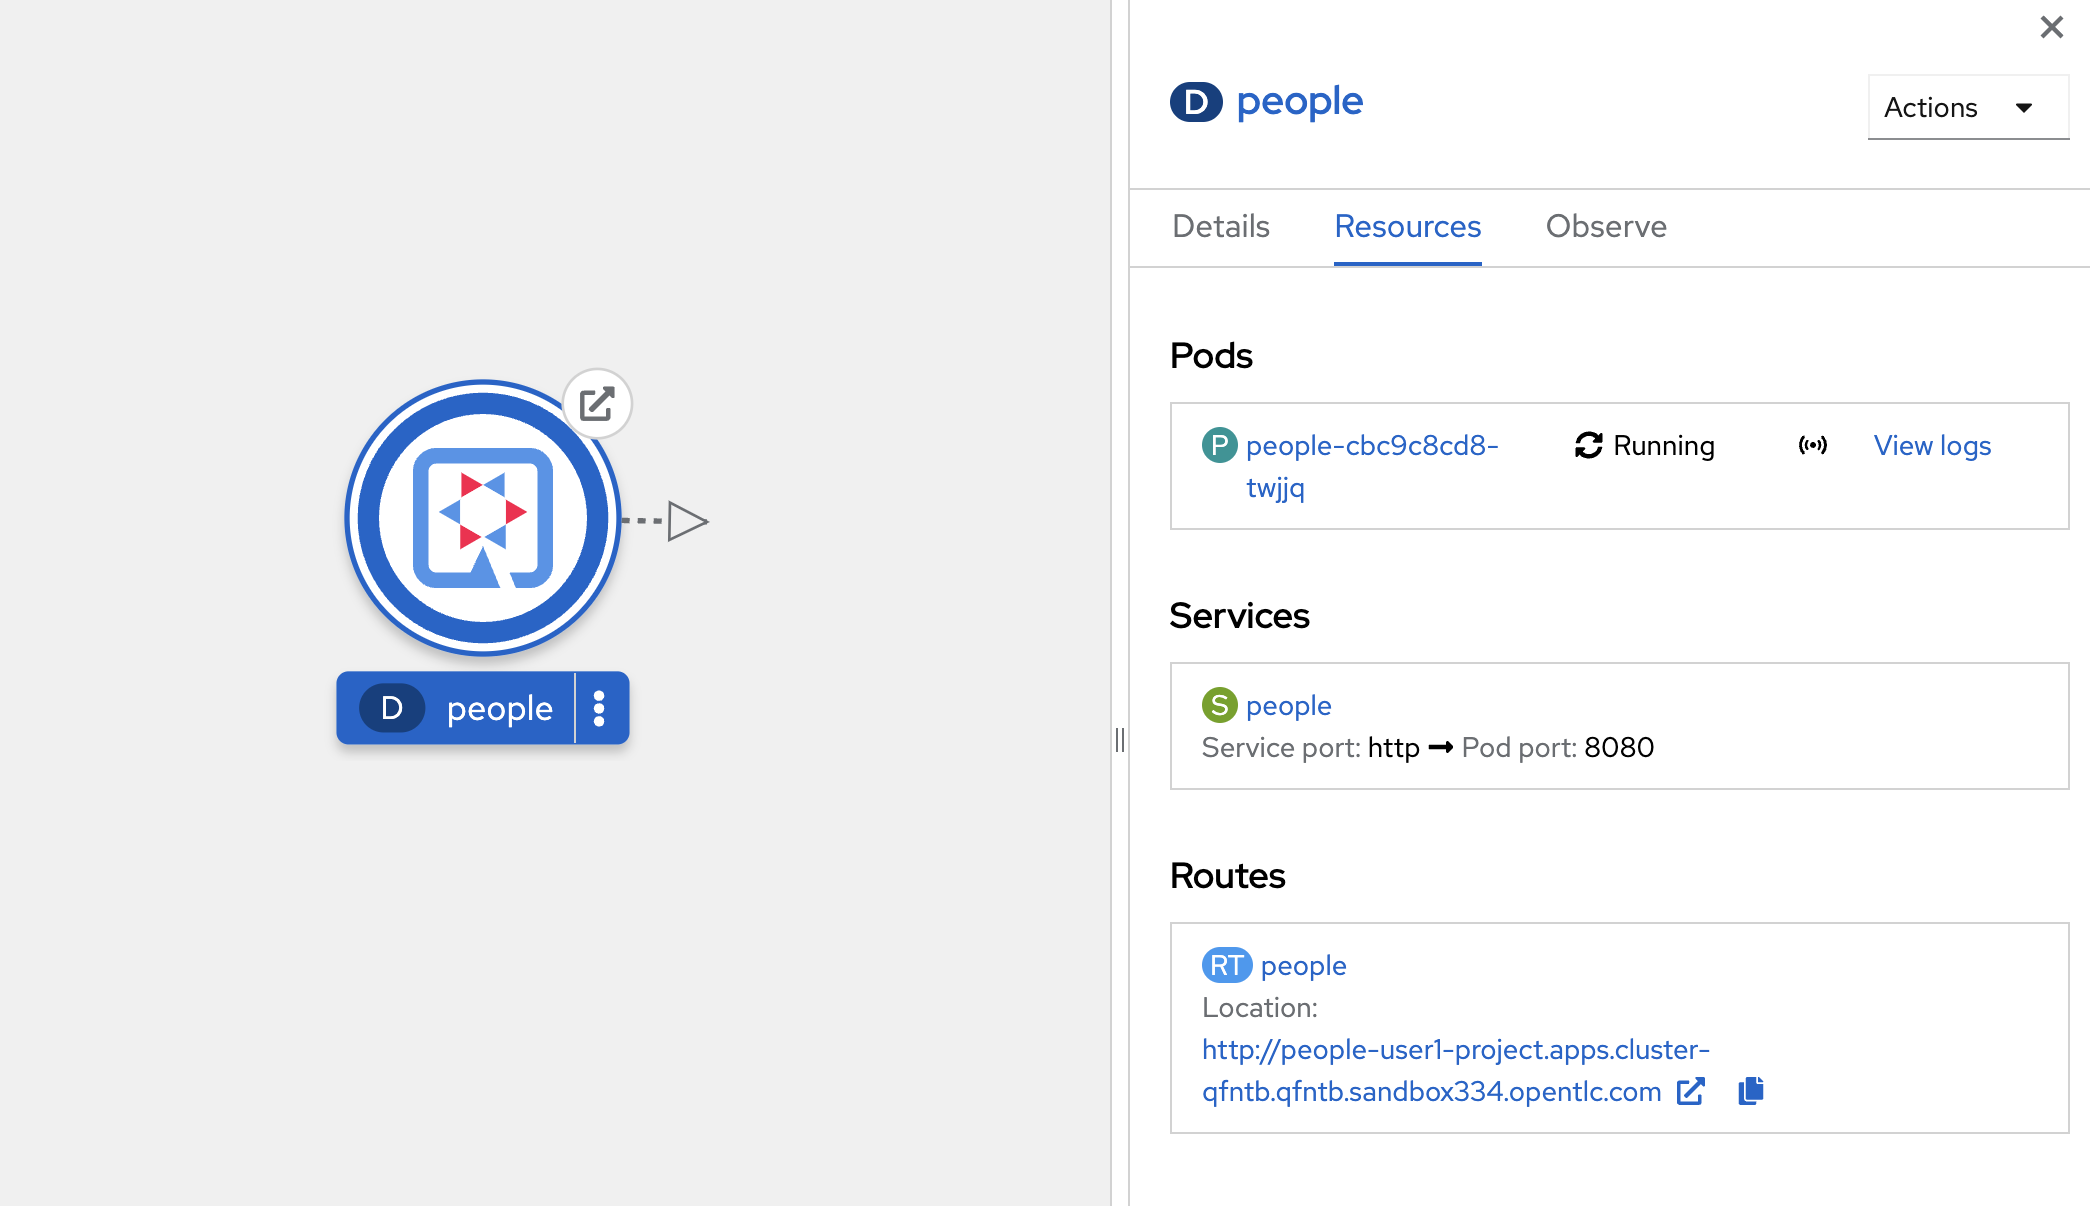 D people
D people
Actions
Details Resources Observe
Pods
P people-cbc9c8cd8-
twjjq
Running
View logs
Services
S people
Service port: http ➞ Pod port: 8080
Routes
RT people
Location:
http://people-user1-project.apps.cluster-
qfntb.qfntb.sandbox334.opentlc.com